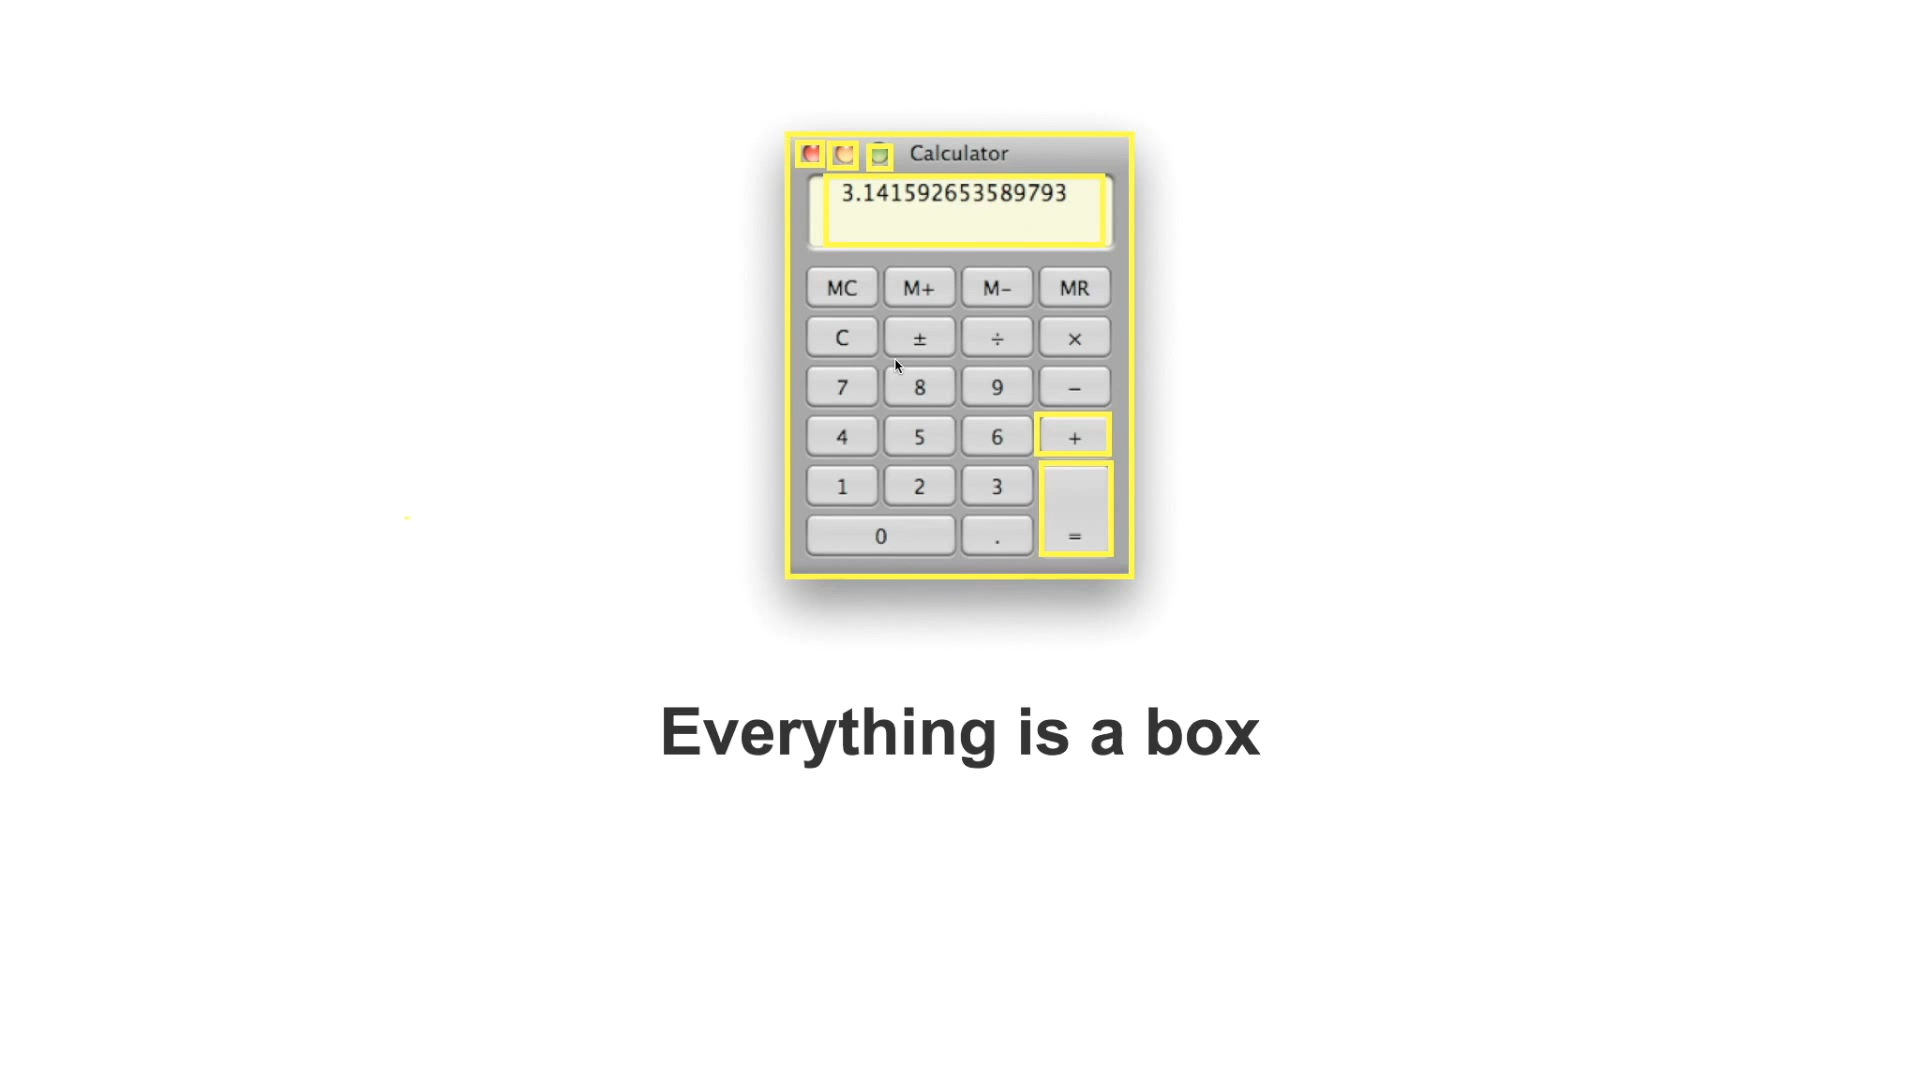 Calculator
3.141592653589793
MC M+ M− MR
C ± ÷ ×
7 8 9 −
4 5 6 +
1 2 3
0 . =
Everything is a box